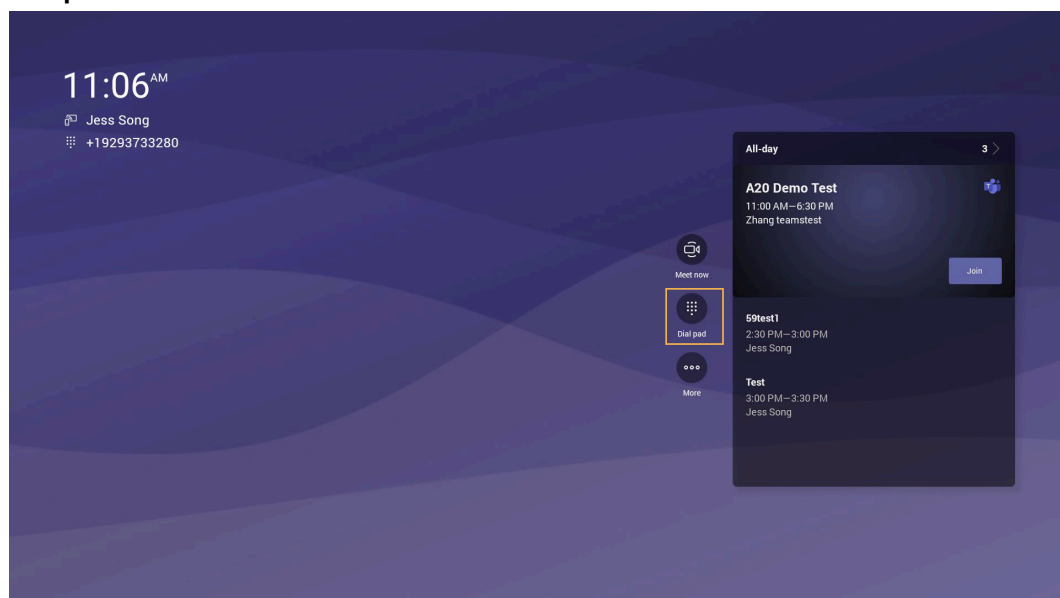 11:06 AM
Jess Song
+19293733280
All-day 3
A20 Demo Test
11:00 AM—6:30 PM
Zhang teamstest
Join
Meet now
Dial pad
More
59test1
2:30 PM—3:00 PM
Jess Song
Test
3:00 PM—3:30 PM
Jess Song